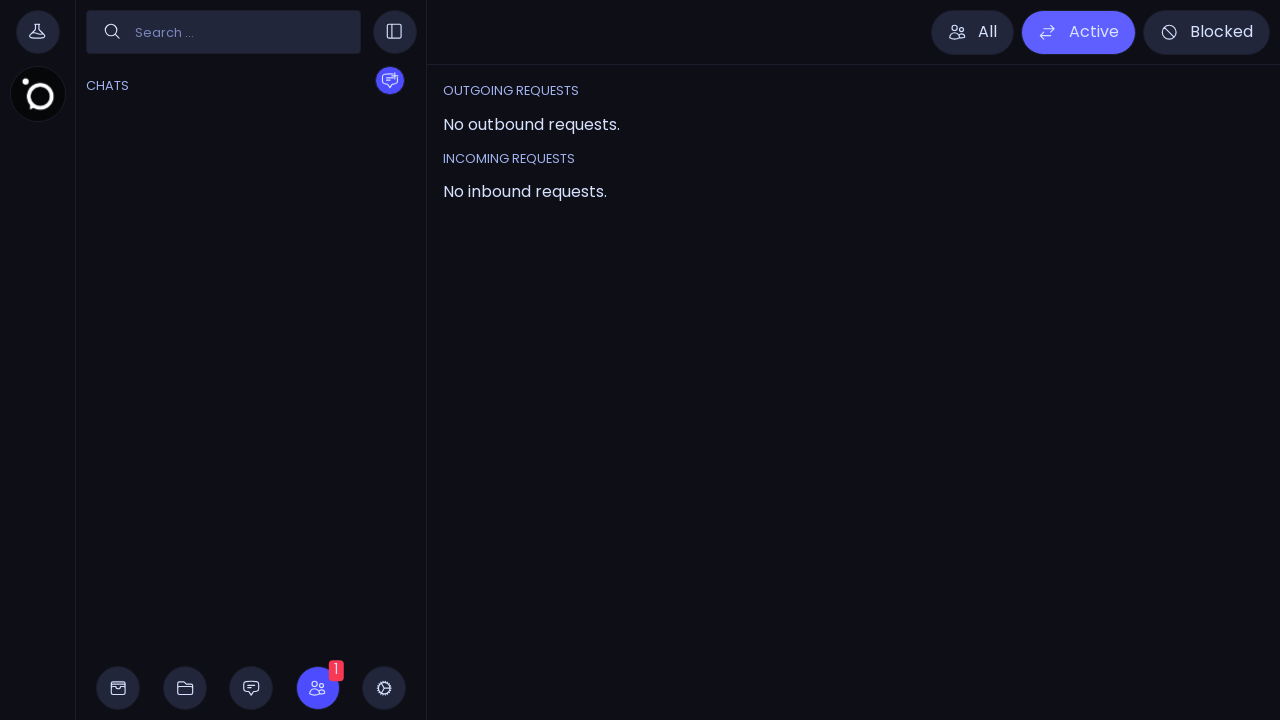 Search ...
All
Active
Blocked
CHATS
OUTGOING REQUESTS
No outbound requests.
INCOMING REQUESTS
No inbound requests.
1